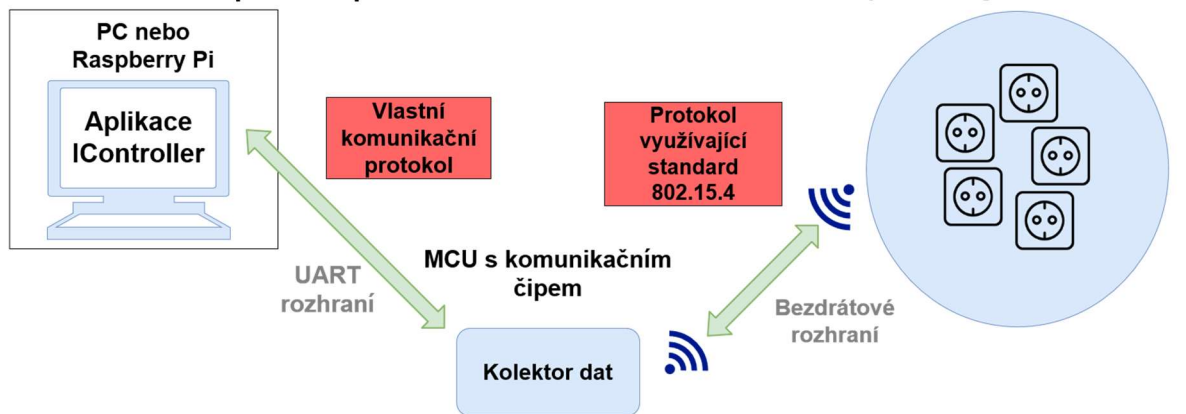 PC nebo
Raspberry Pi
Aplikace
IController
Vlastní
komunikační
protokol
Protokol
využívající
standard
802.15.4
MCU s komunikačním
čipem
UART
rozhraní
Bezdrátové
rozhraní
Kolektor dat